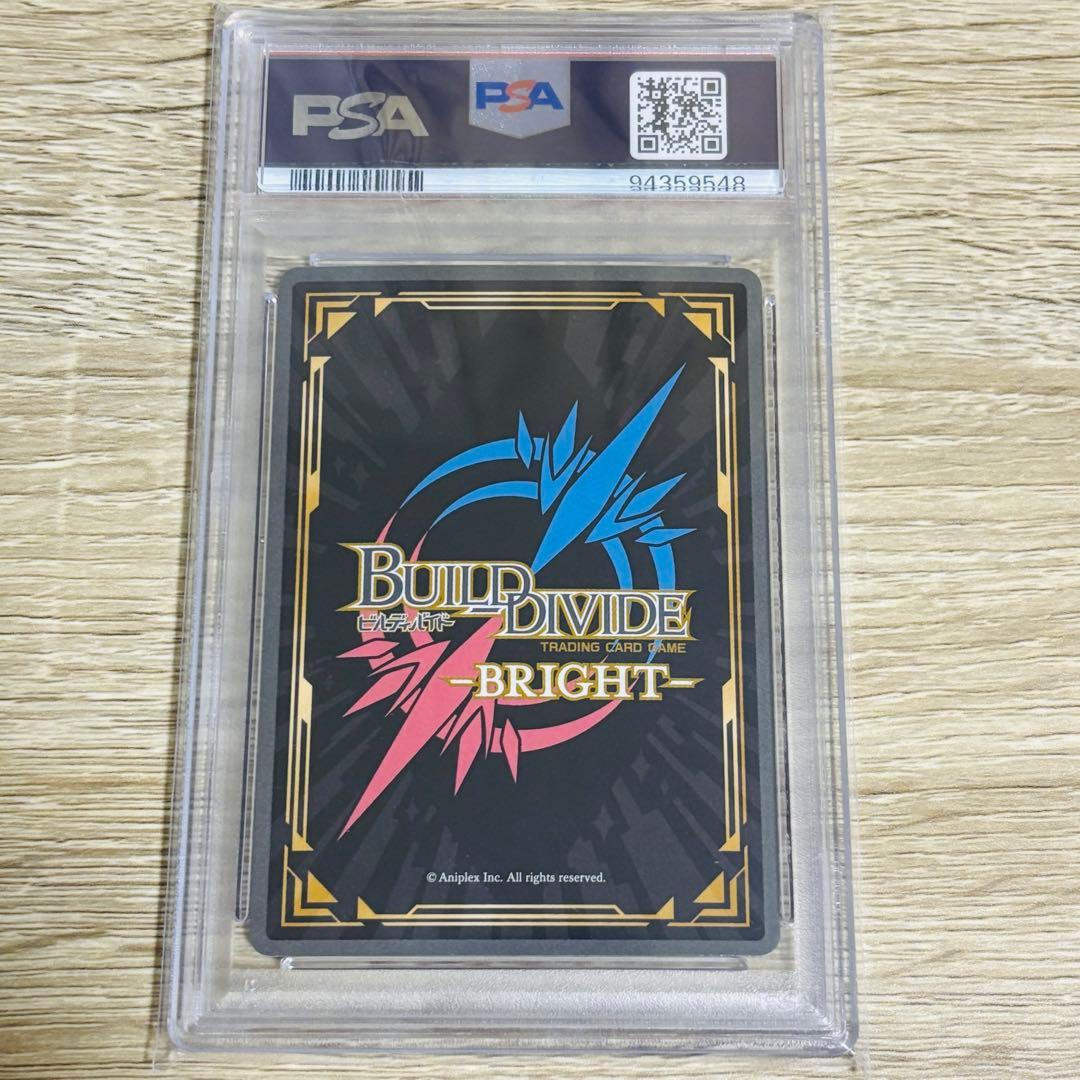 PSA
PSA
94359548
BUILD DIVIDE
ビルディバイド
TRADING CARD GAME
-BRIGHT-
© Aniplex Inc. All rights reserved.